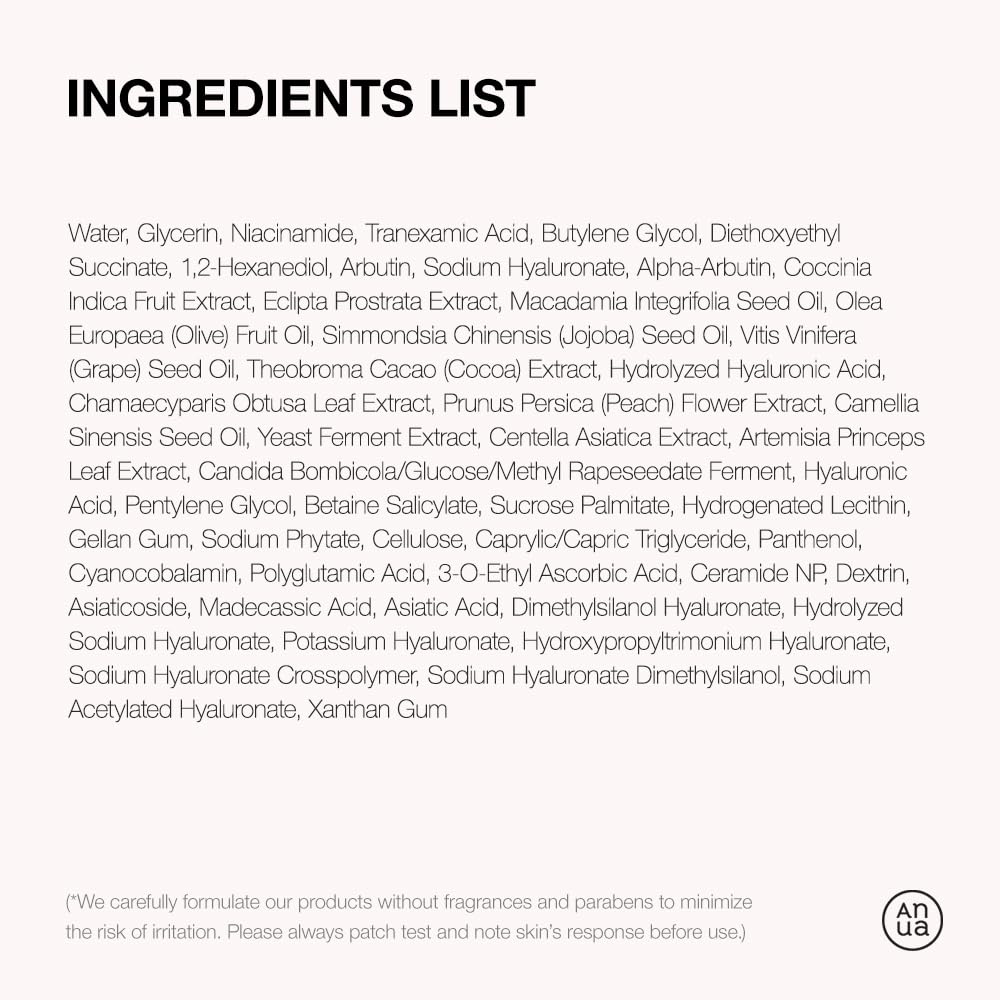 INGREDIENTS LIST
Water, Glycerin, Niacinamide, Tranexamic Acid, Butylene Glycol, Diethoxyethyl
Succinate, 1,2-Hexanediol, Arbutin, Sodium Hyaluronate, Alpha-Arbutin, Coccinia
Indica Fruit Extract, Eclipta Prostrata Extract, Macadamia Integrifolia Seed Oil, Olea
Europaea (Olive) Fruit Oil, Simmondsia Chinensis (Jojoba) Seed Oil, Vitis Vinifera
(Grape) Seed Oil, Theobroma Cacao (Cocoa) Extract, Hydrolyzed Hyaluronic Acid,
Chamaecyparis Obtusa Leaf Extract, Prunus Persica (Peach) Flower Extract, Camellia
Sinensis Seed Oil, Yeast Ferment Extract, Centella Asiatica Extract, Artemisia Princeps
Leaf Extract, Candida Bombicola/Glucose/Methyl Rapeseedate Ferment, Hyaluronic
Acid, Pentylene Glycol, Betaine Salicylate, Sucrose Palmitate, Hydrogenated Lecithin,
Gellan Gum, Sodium Phytate, Cellulose, Caprylic/Capric Triglyceride, Panthenol,
Cyanocobalamin, Polyglutamic Acid, 3-O-Ethyl Ascorbic Acid, Ceramide NP, Dextrin,
Asiaticoside, Madecassic Acid, Asiatic Acid, Dimethylsilanol Hyaluronate, Hydrolyzed
Sodium Hyaluronate, Potassium Hyaluronate, Hydroxypropyltrimonium Hyaluronate,
Sodium Hyaluronate Crosspolymer, Sodium Hyaluronate Dimethylsilanol, Sodium
Acetylated Hyaluronate, Xanthan Gum
(*We carefully formulate our products without fragrances and parabens to minimize
the risk of irritation. Please always patch test and note skin's response before use.)
An
ua